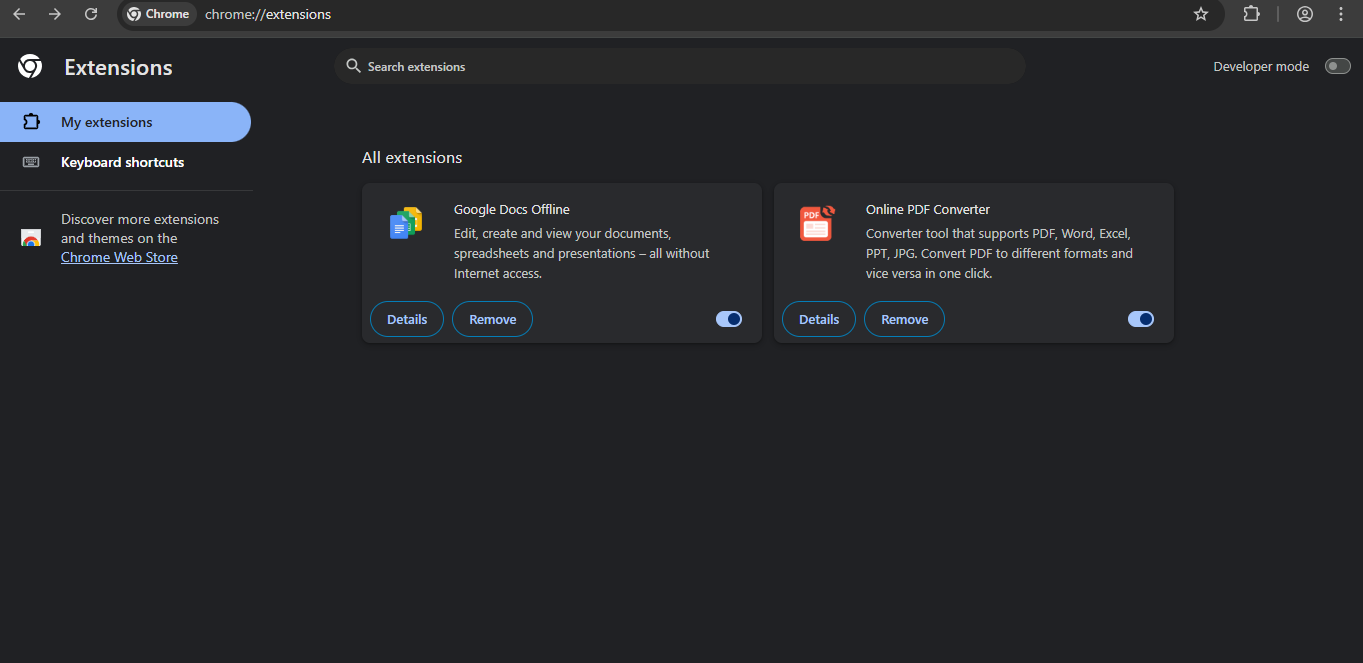 Chrome
chrome://extensions
Extensions
Search extensions
Developer mode
My extensions
Keyboard shortcuts
Discover more extensions
and themes on the
Chrome Web Store
All extensions
Google Docs Offline
Edit, create and view your documents,
spreadsheets and presentations – all without
Internet access.
Details
Remove
PDF
Online PDF Converter
Converter tool that supports PDF, Word, Excel,
PPT, JPG. Convert PDF to different formats and
vice versa in one click.
Details
Remove